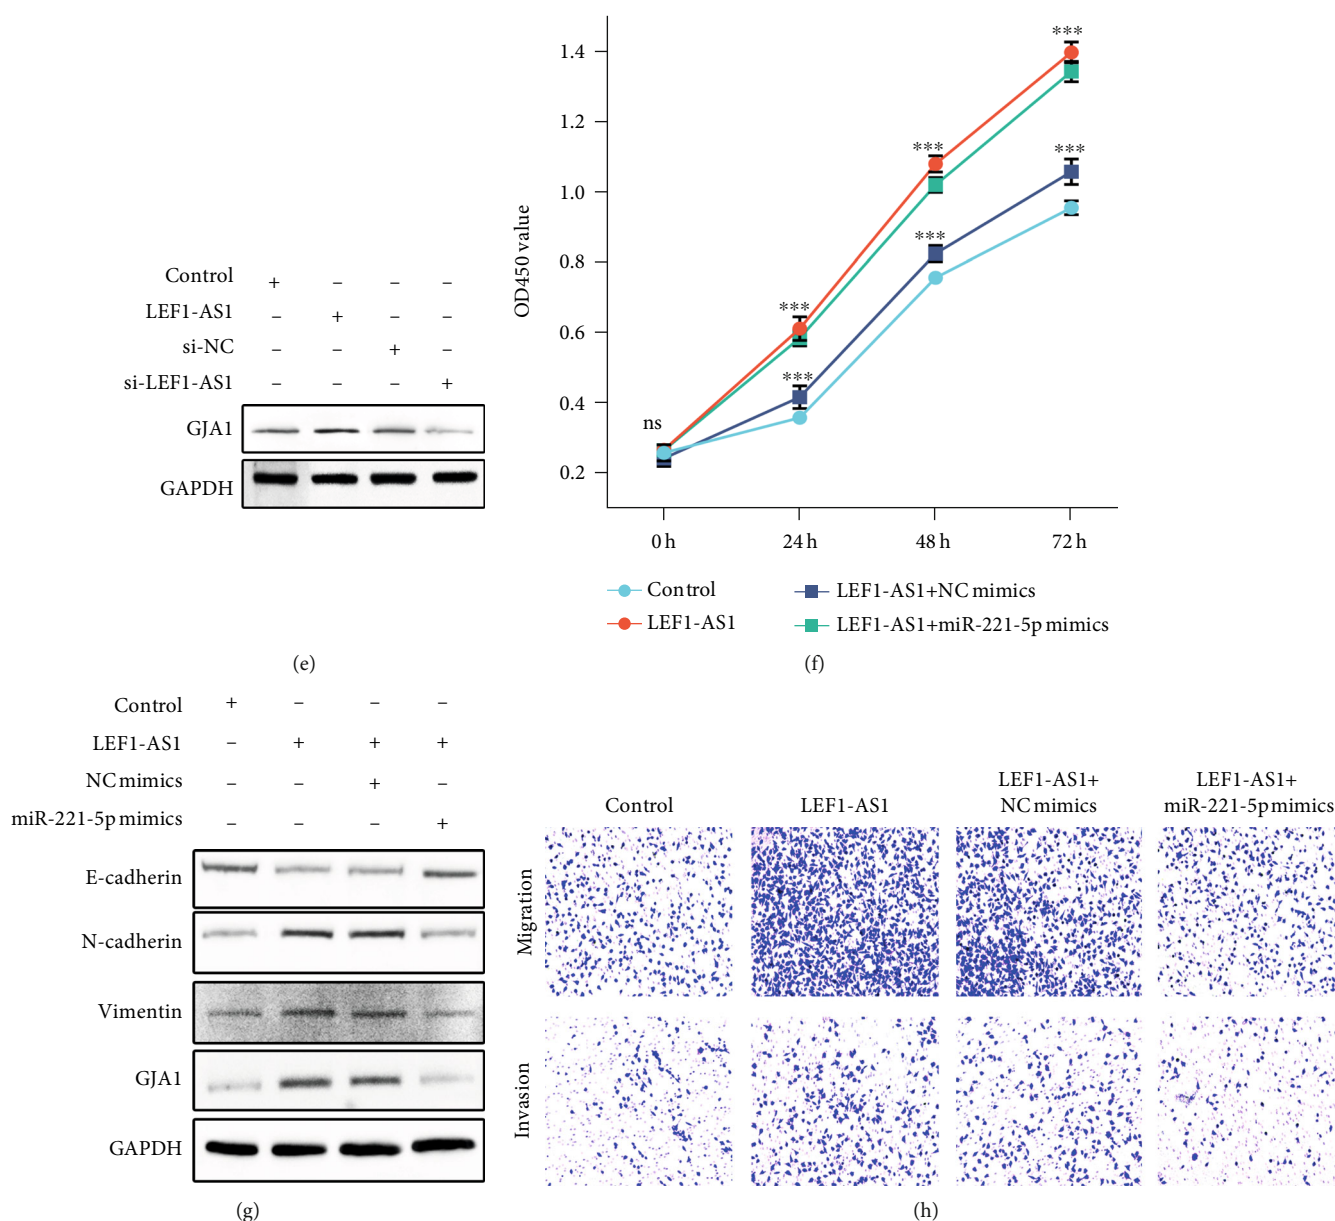 Control + – – –
LEF1-AS1 – + – –
si-NC – – + –
si-LEF1-AS1 – – – +
GJA1
GAPDH
(e)
OD450 value
1.4
1.2
1.0
0.8
0.6
0.4
0.2
ns
***
***
***
***
***
***
0 h 24 h 48 h 72 h
Control
LEF1-AS1
LEF1-AS1+NC mimics
LEF1-AS1+miR-221-5p mimics
(f)
Control + – – –
LEF1-AS1 – + + +
NC mimics – – + –
miR-221-5p mimics – – – +
E-cadherin
N-cadherin
Vimentin
GJA1
GAPDH
(g)
Control
LEF1-AS1
LEF1-AS1+
NC mimics
LEF1-AS1+
miR-221-5p mimics
Migration
Invasion
(h)